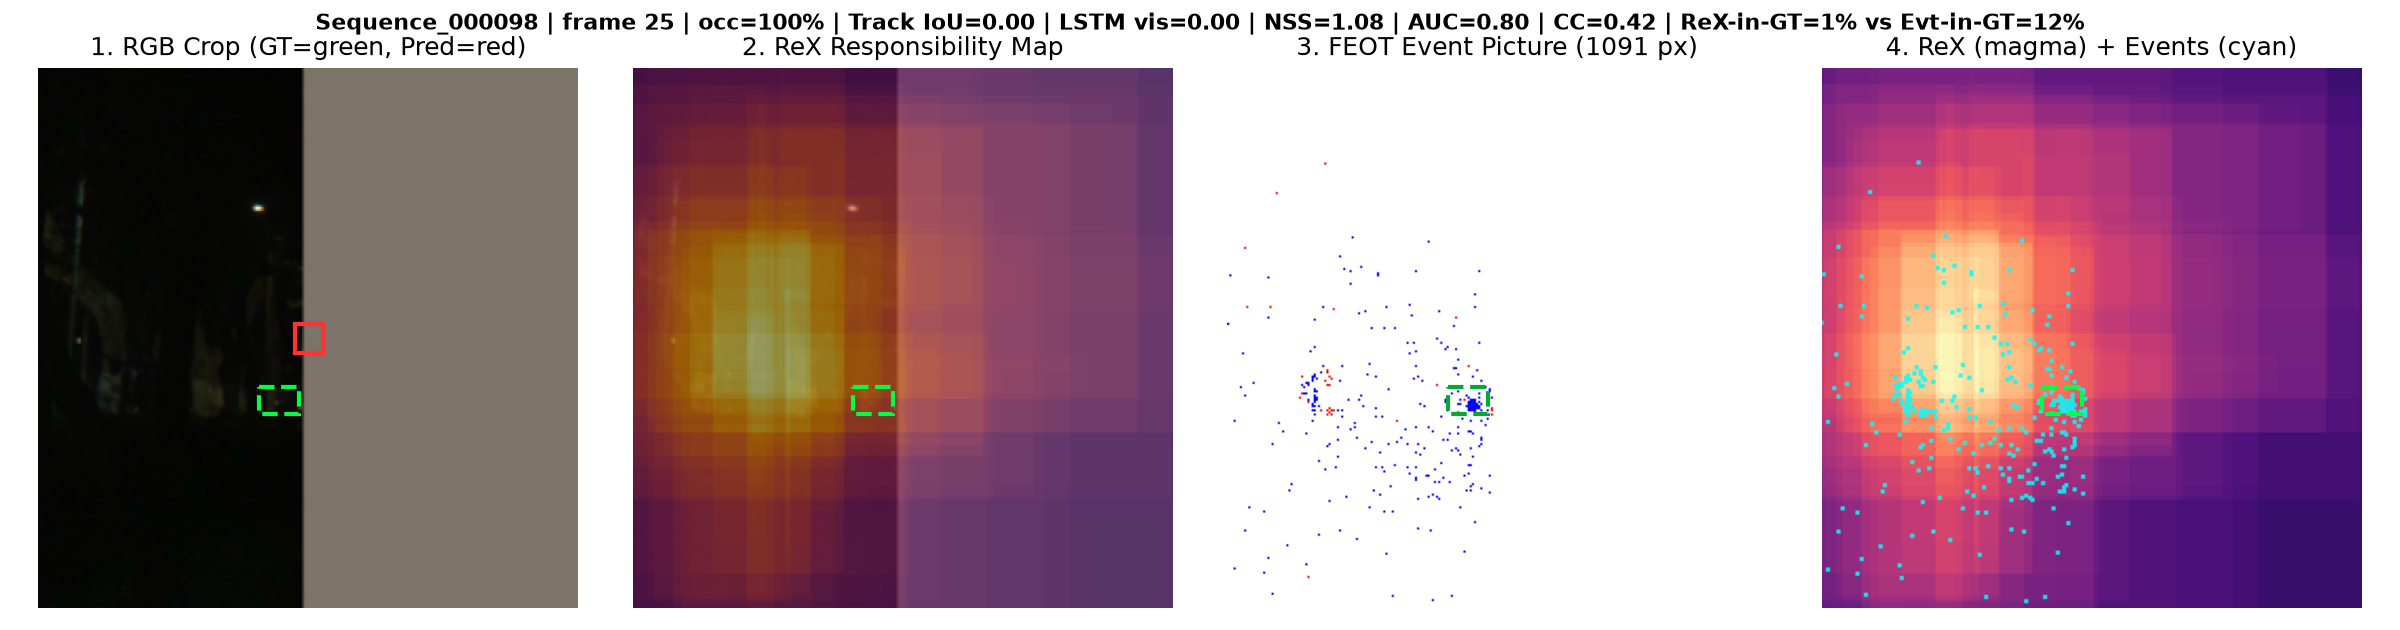 Sequence_000098 | frame 25 | occ=100% | Track IoU=0.00 | LSTM vis=0.00 | NSS=1.08 | AUC=0.80 | CC=0.42 | ReX-in-GT=1% vs Evt-in-GT=12%
1. RGB Crop (GT=green, Pred=red)
2. ReX Responsibility Map
3. FEOT Event Picture (1091 px)
4. ReX (magma) + Events (cyan)